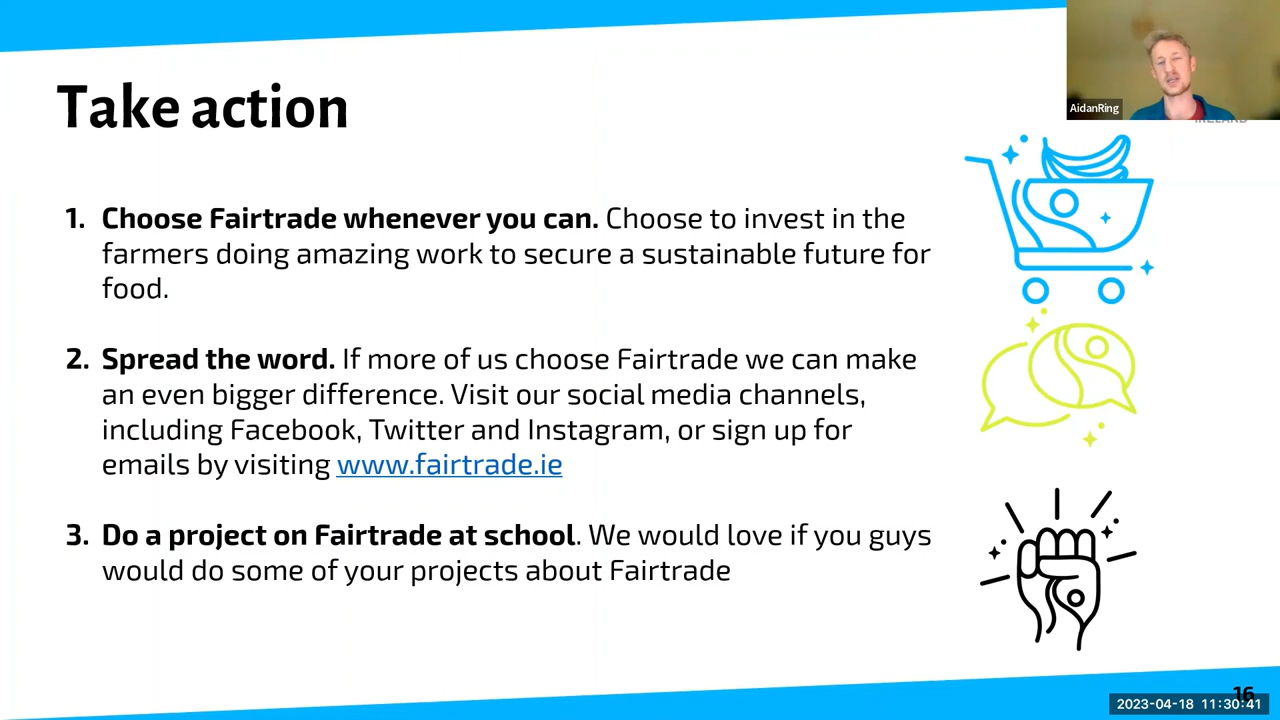 Take action
AidanRing
IRELAND
1. Choose Fairtrade whenever you can. Choose to invest in the
farmers doing amazing work to secure a sustainable future for
food.
2. Spread the word. If more of us choose Fairtrade we can make
an even bigger difference. Visit our social media channels,
including Facebook, Twitter and Instagram, or sign up for
emails by visiting www.fairtrade.ie
3. Do a project on Fairtrade at school. We would love if you guys
would do some of your projects about Fairtrade
16
2023-04-18 11:30:41